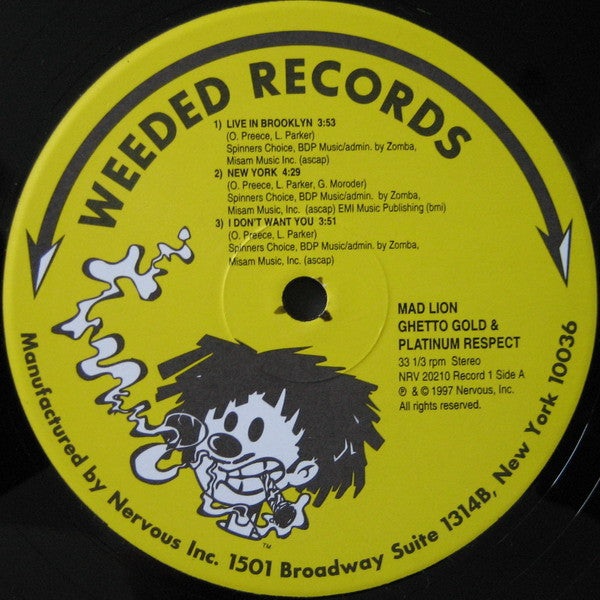 WEEDED RECORDS
1) LIVE IN BROOKLYN 3:53
(O. Preece, L. Parker)
Spinners Choice, BDP Music/admin. by Zomba,
Misam Music Inc. (ascap)
2) NEW YORK 4:29
(O. Preece, L. Parker, G. Moroder)
Spinners Choice, BDP Music/admin. by Zomba,
Misam Music, Inc. (ascap) EMI Music Publishing (bmi)
3) I DON'T WANT YOU 3:51
(O. Preece, L. Parker)
Spinners Choice, BDP Music/admin. by Zomba,
Misam Music, Inc. (ascap)
MAD LION
GHETTO GOLD &
PLATINUM RESPECT
33 1/3 rpm Stereo
NRV 20210 Record 1 Side A
℗ & © 1997 Nervous, Inc.
All rights reserved.
TM
Manufactured by Nervous Inc. 1501 Broadway Suite 1314B, New York 10036